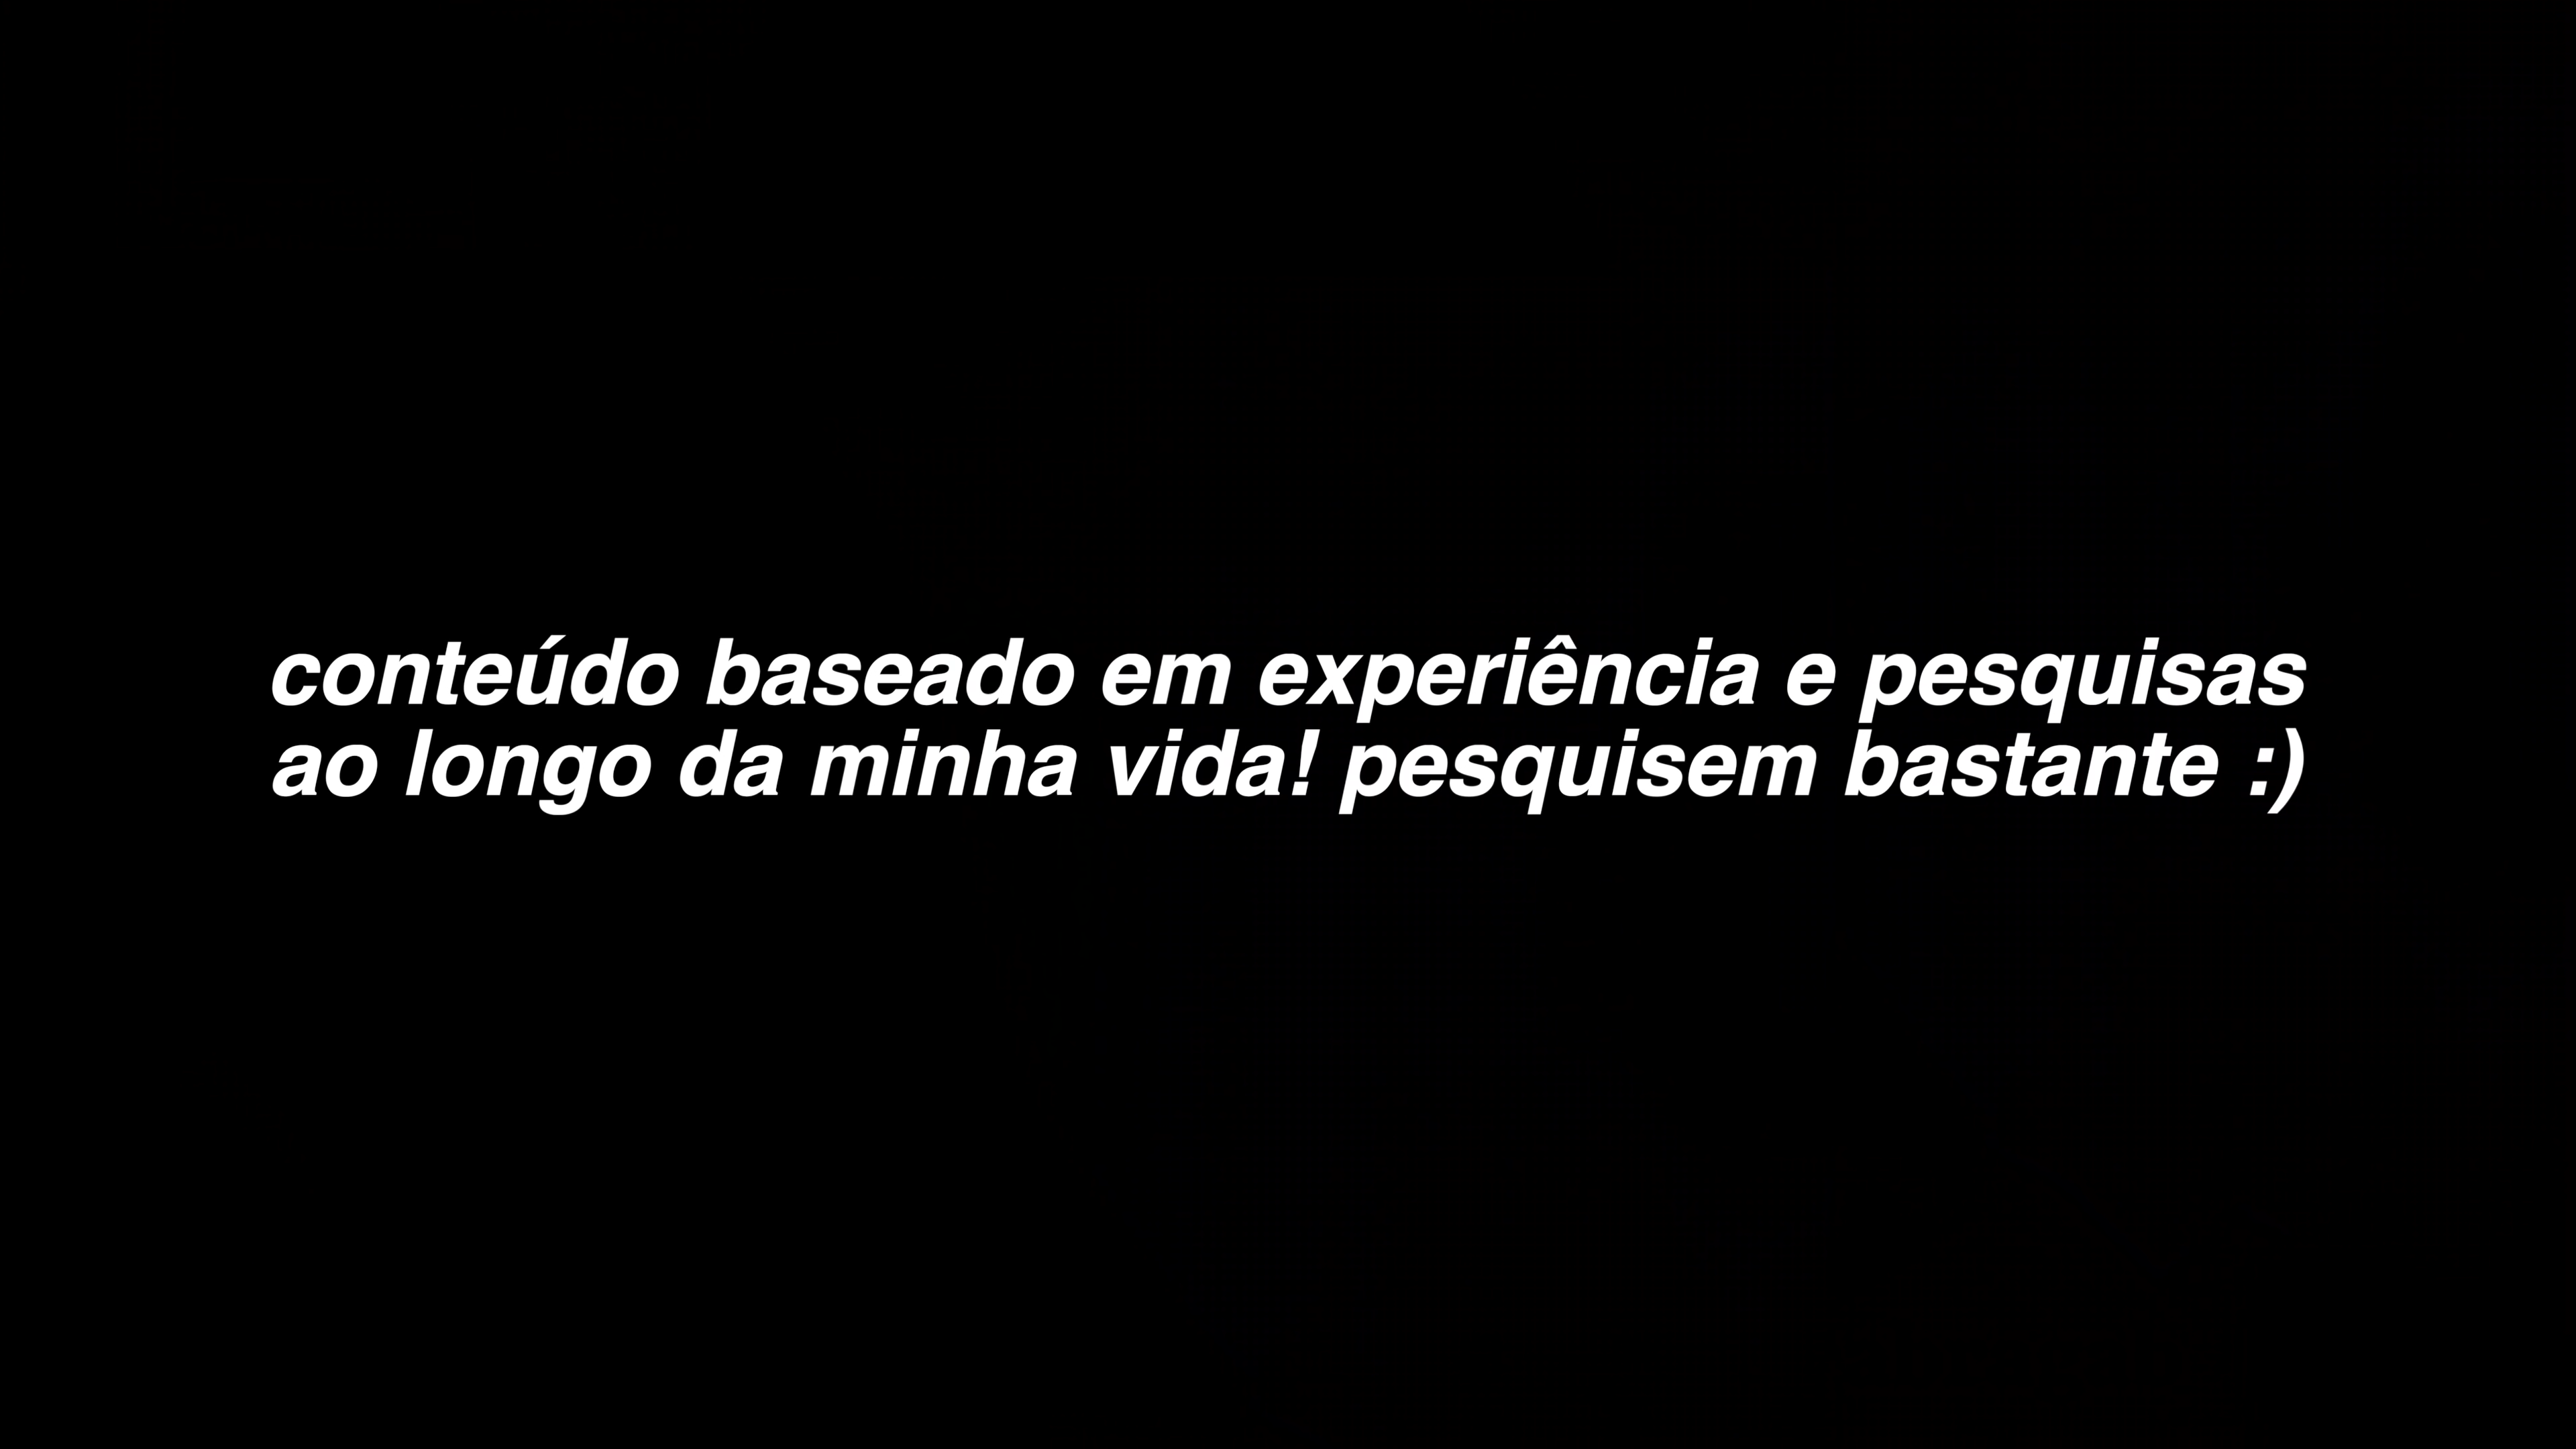 conteúdo baseado em experiência e pesquisas
ao longo da minha vida! pesquisem bastante :)